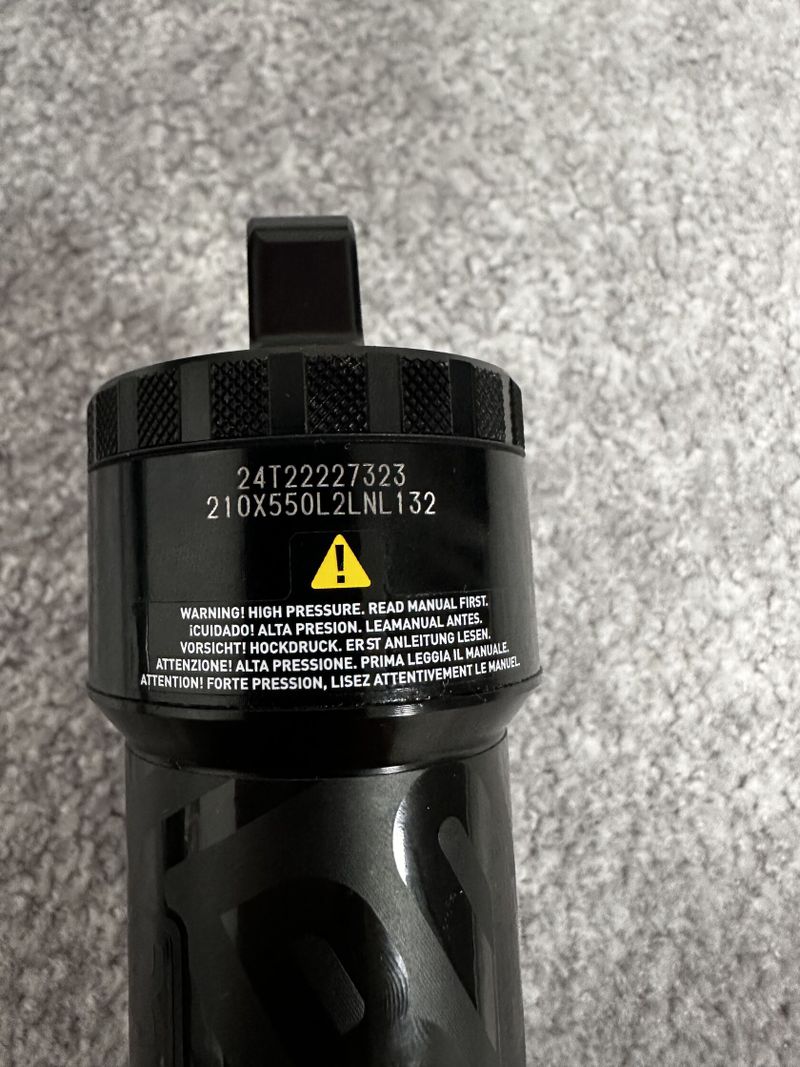 24T22227323
210X550L2LNL132
WARNING! HIGH PRESSURE. READ MANUAL FIRST.
¡CUIDADO! ALTA PRESION. LEAMANUAL ANTES.
VORSICHT! HOCKDRUCK. ERST ANLEITUNG LESEN.
ATTENZIONE! ALTA PRESSIONE. PRIMA LEGGIA IL MANUALE.
ATTENTION! FORTE PRESSION, LISEZ ATTENTIVEMENT LE MANUEL.